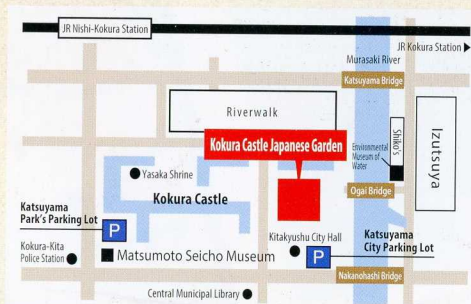 JR Nishi-Kokura Station
JR Kokura Station
Murasaki River
Katsuyama Bridge
Riverwalk
Shiko's
Izutsuya
Kokura Castle Japanese Garden
Environmental
Museum of
Water
Yasaka Shrine
Kokura Castle
Ogai Bridge
Katsuyama
Park's Parking Lot
P
Kitakyushu City Hall
Katsuyama
City Parking Lot
P
Kokura-Kita
Police Station
Matsumoto Seicho Museum
Nakanohashi Bridge
Central Municipal Library